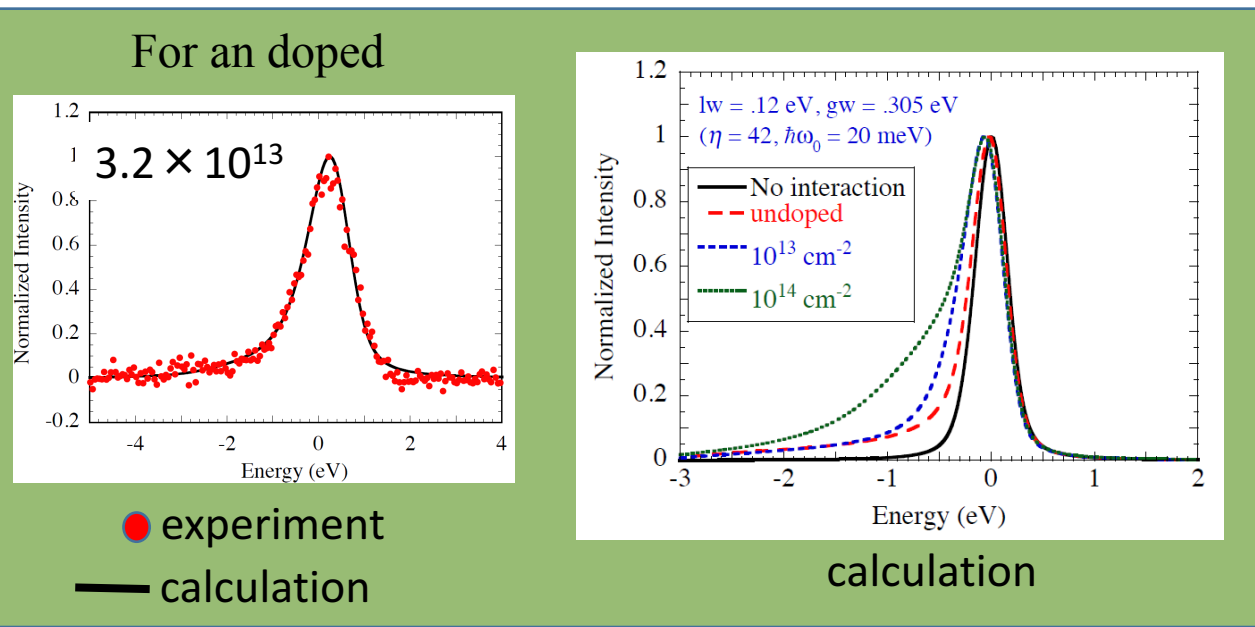 For an doped
3.2 × 10¹³
1.2
1
0.8
0.6
0.4
0.2
0
-0.2
Normalized Intensity
-4
-2
0
2
4
Energy (eV)
experiment
calculation
1.2
1
0.8
0.6
0.4
0.2
0
Normalized Intensity
lw = .12 eV, gw = .305 eV
(η = 42, ħω₀ = 20 meV)
No interaction
undoped
10¹³ cm⁻²
10¹⁴ cm⁻²
-3
-2
-1
0
1
2
Energy (eV)
calculation